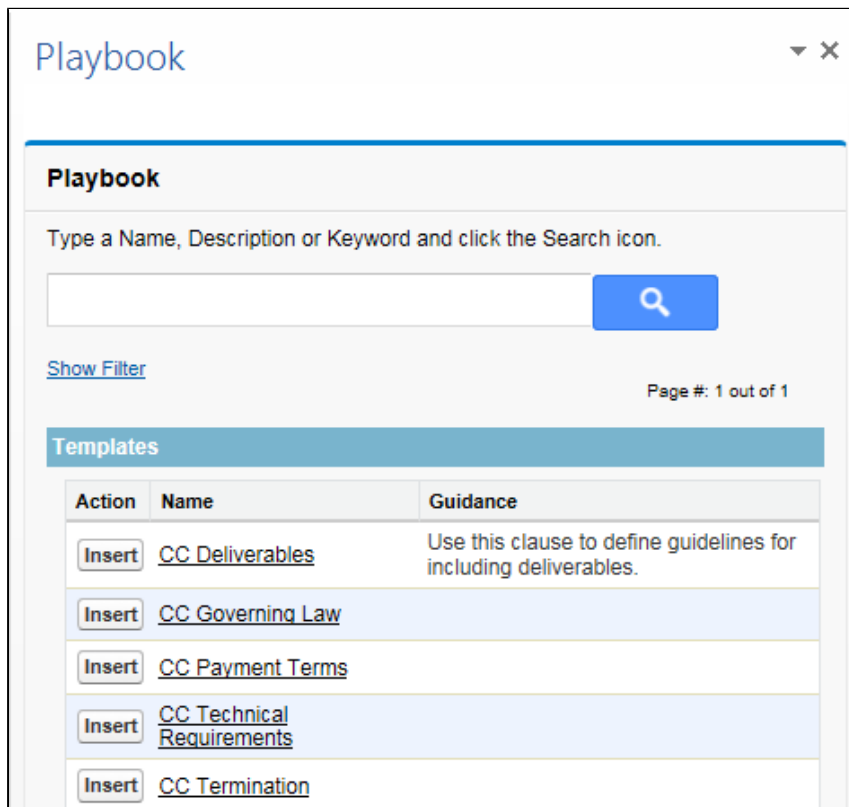 Playbook
Playbook
Type a Name, Description or Keyword and click the Search icon.
Show Filter
Page #: 1 out of 1
Templates
Action Name Guidance
Insert CC Deliverables Use this clause to define guidelines for
including deliverables.
Insert CC Governing Law
Insert CC Payment Terms
Insert CC Technical
Requirements
Insert CC Termination